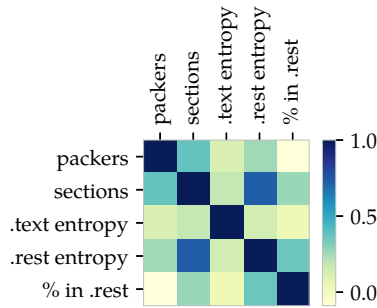 packers
sections
.text entropy
.rest entropy
% in .rest
packers
sections
.text entropy
.rest entropy
% in .rest
1.0
0.5
0.0